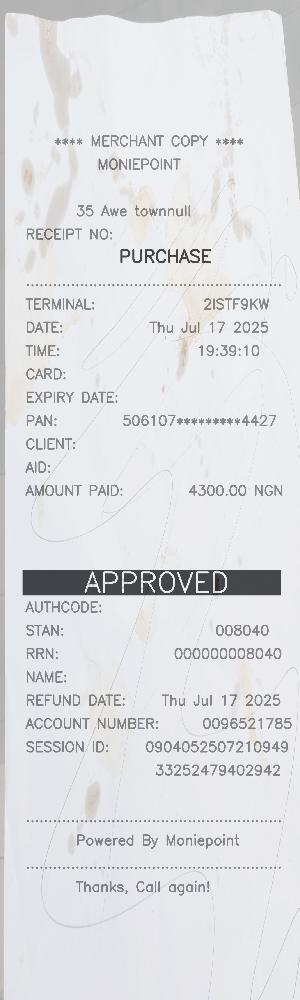 **** MERCHANT COPY ****
MONIEPOINT
35 Awe townnull
RECEIPT NO:
PURCHASE
TERMINAL: 2ISTF9KW
DATE: Thu Jul 17 2025
TIME: 19:39:10
CARD:
EXPIRY DATE:
PAN: 506107*********4427
CLIENT:
AID:
AMOUNT PAID: 4300.00 NGN
APPROVED
AUTHCODE:
STAN: 008040
RRN: 000000008040
NAME:
REFUND DATE: Thu Jul 17 2025
ACCOUNT NUMBER: 0096521785
SESSION ID: 0904052507210949
33252479402942
Powered By Moniepoint
Thanks, Call again!